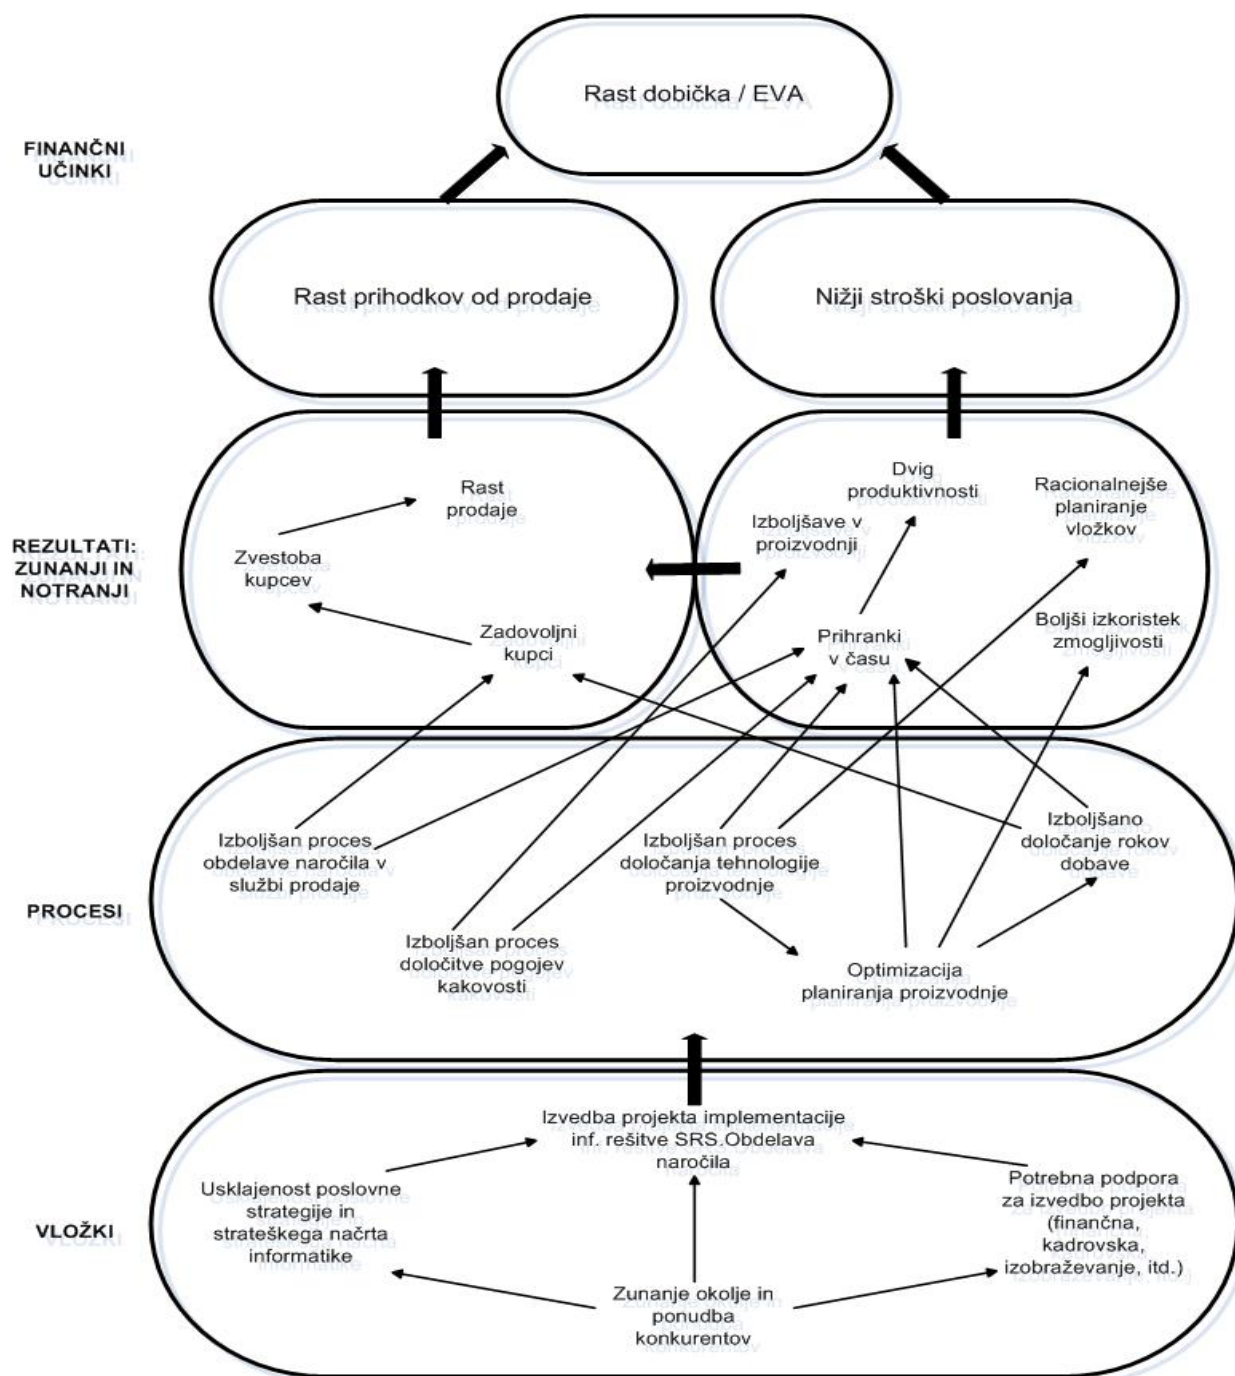 Rast dobička / EVA
FINANČNI
UČINKI
Rast prihodkov od prodaje
Nižji stroški poslovanja
REZULTATI:
ZUNANJI IN
NOTRANJI
Rast
prodaje
Zvestoba
kupcev
Zadovoljni
kupci
Dvig
produktivnosti
Izboljšave v
proizvodnji
Racionalnejše
planiranje
vložkov
Prihranki
v času
Boljši izkoristek
zmogljivosti
PROCESI
Izboljšan proces
obdelave naročila v
službi prodaje
Izboljšan proces
določitve pogojev
kakovosti
Izboljšan proces
določanja tehnologije
proizvodnje
Izboljšano
določanje rokov
dobave
Optimizacija
planiranja proizvodnje
VLOŽKI
Izvedba projekta implementacije
inf. rešitve SRS.Obdelava
naročila
Usklajenost poslovne
strategije in
strateškega načrta
informatike
Potrebna podpora
za izvedbo projekta
(finančna,
kadrovska,
izobraževanje, itd.)
Zunanje okolje in
ponudba
konkurentov